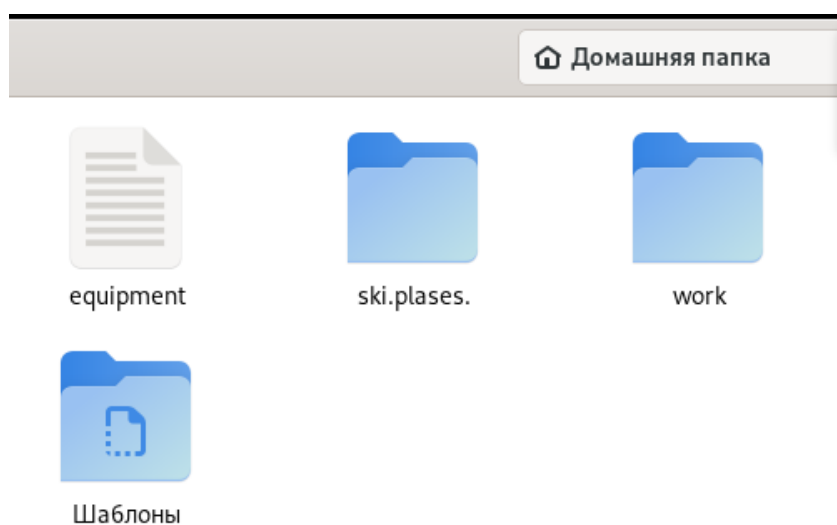 Домашняя папка
equipment
ski.plases.
work
Шаблоны